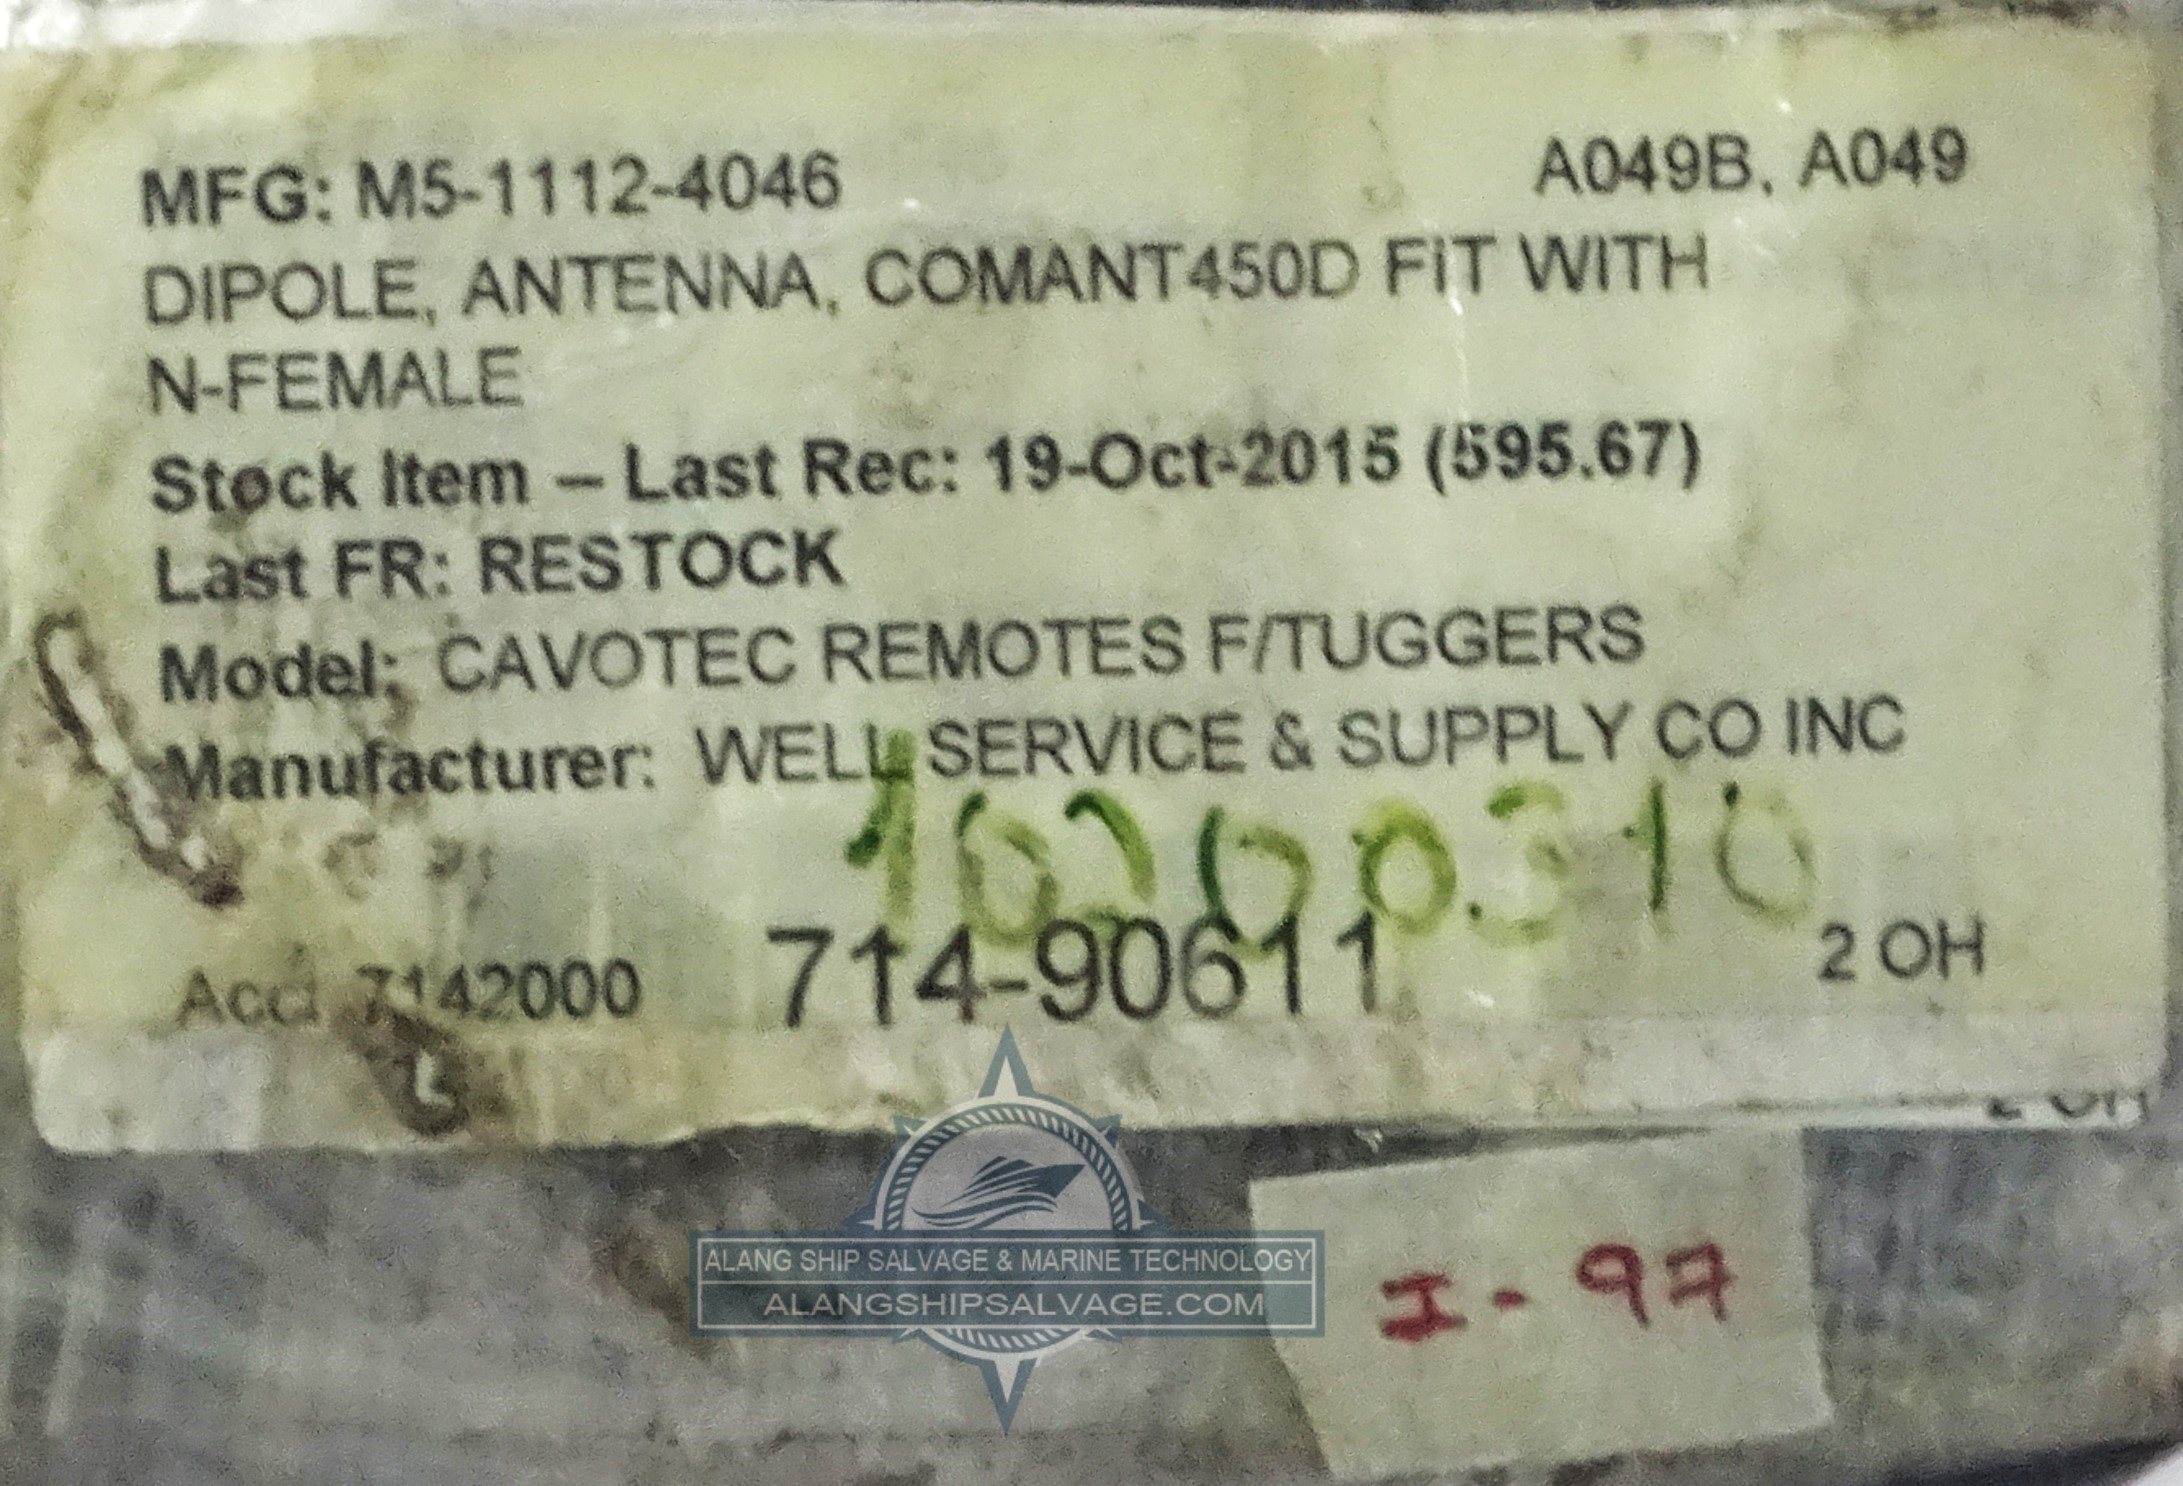 MFG: M5-1112-4046 A049B, A049
DIPOLE, ANTENNA, COMANT450D FIT WITH
N-FEMALE
Stock Item – Last Rec: 19-Oct-2015 (595.67)
Last FR: RESTOCK
Model: CAVOTEC REMOTES F/TUGGERS
Manufacturer: WELL SERVICE & SUPPLY CO INC
7142000 714-90611 2 OH
ALANG SHIP SALVAGE & MARINE TECHNOLOGY
ALANGSHIPSALVAGE.COM
I-97